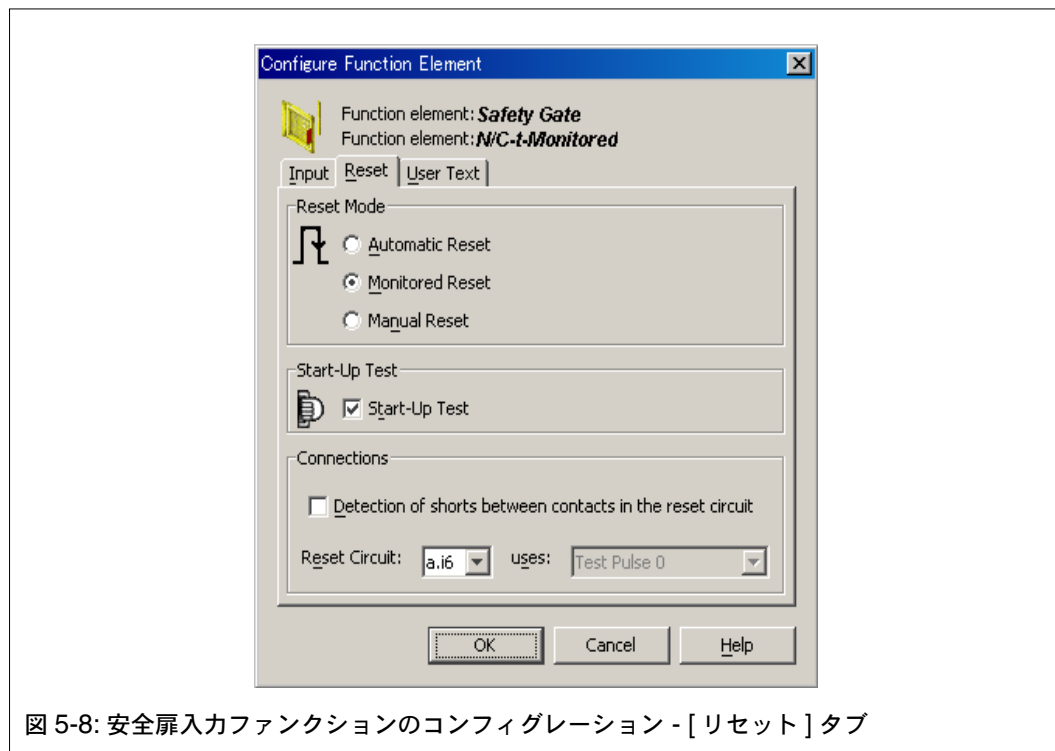 Configure Function Element
Function element: Safety Gate
Function element: N/C-t-Monitored
Input Reset User Text
Reset Mode
Automatic Reset
Monitored Reset
Manual Reset
Start-Up Test
Start-Up Test
Connections
Detection of shorts between contacts in the reset circuit
Reset Circuit: a.i6 uses: Test Pulse 0
OK Cancel Help
図 5-8: 安全扉入力ファンクションのコンフィグレーション - [ リセット ] タブ